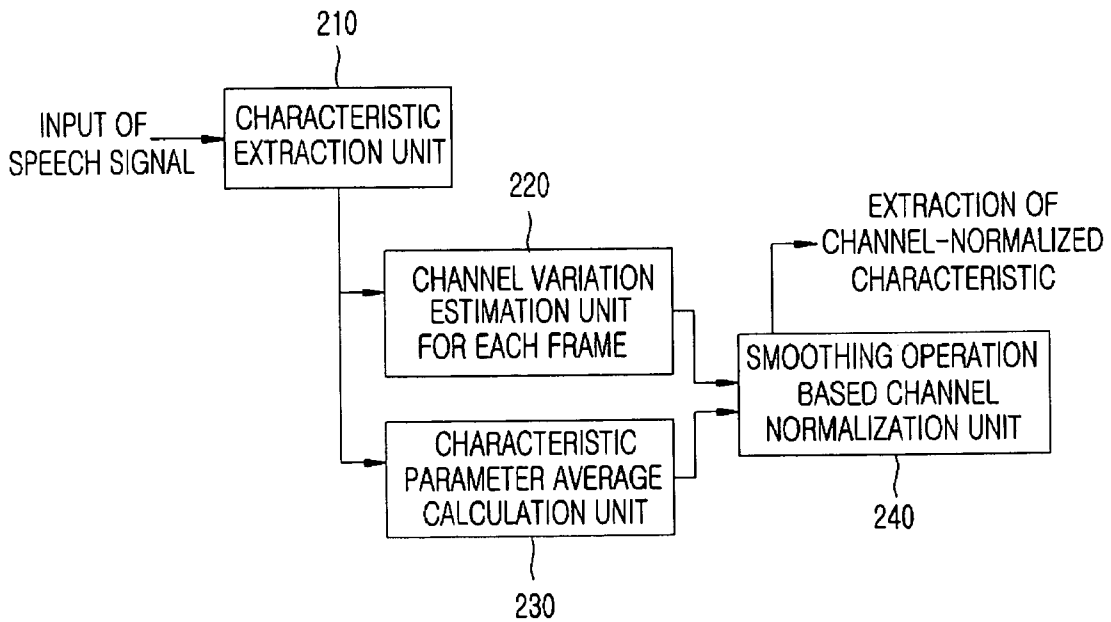 210
INPUT OF
SPEECH SIGNAL
CHARACTERISTIC
EXTRACTION UNIT
220
CHANNEL VARIATION
ESTIMATION UNIT
FOR EACH FRAME
EXTRACTION OF
CHANNEL-NORMALIZED
CHARACTERISTIC
SMOOTHING OPERATION
BASED CHANNEL
NORMALIZATION UNIT
240
CHARACTERISTIC
PARAMETER AVERAGE
CALCULATION UNIT
230